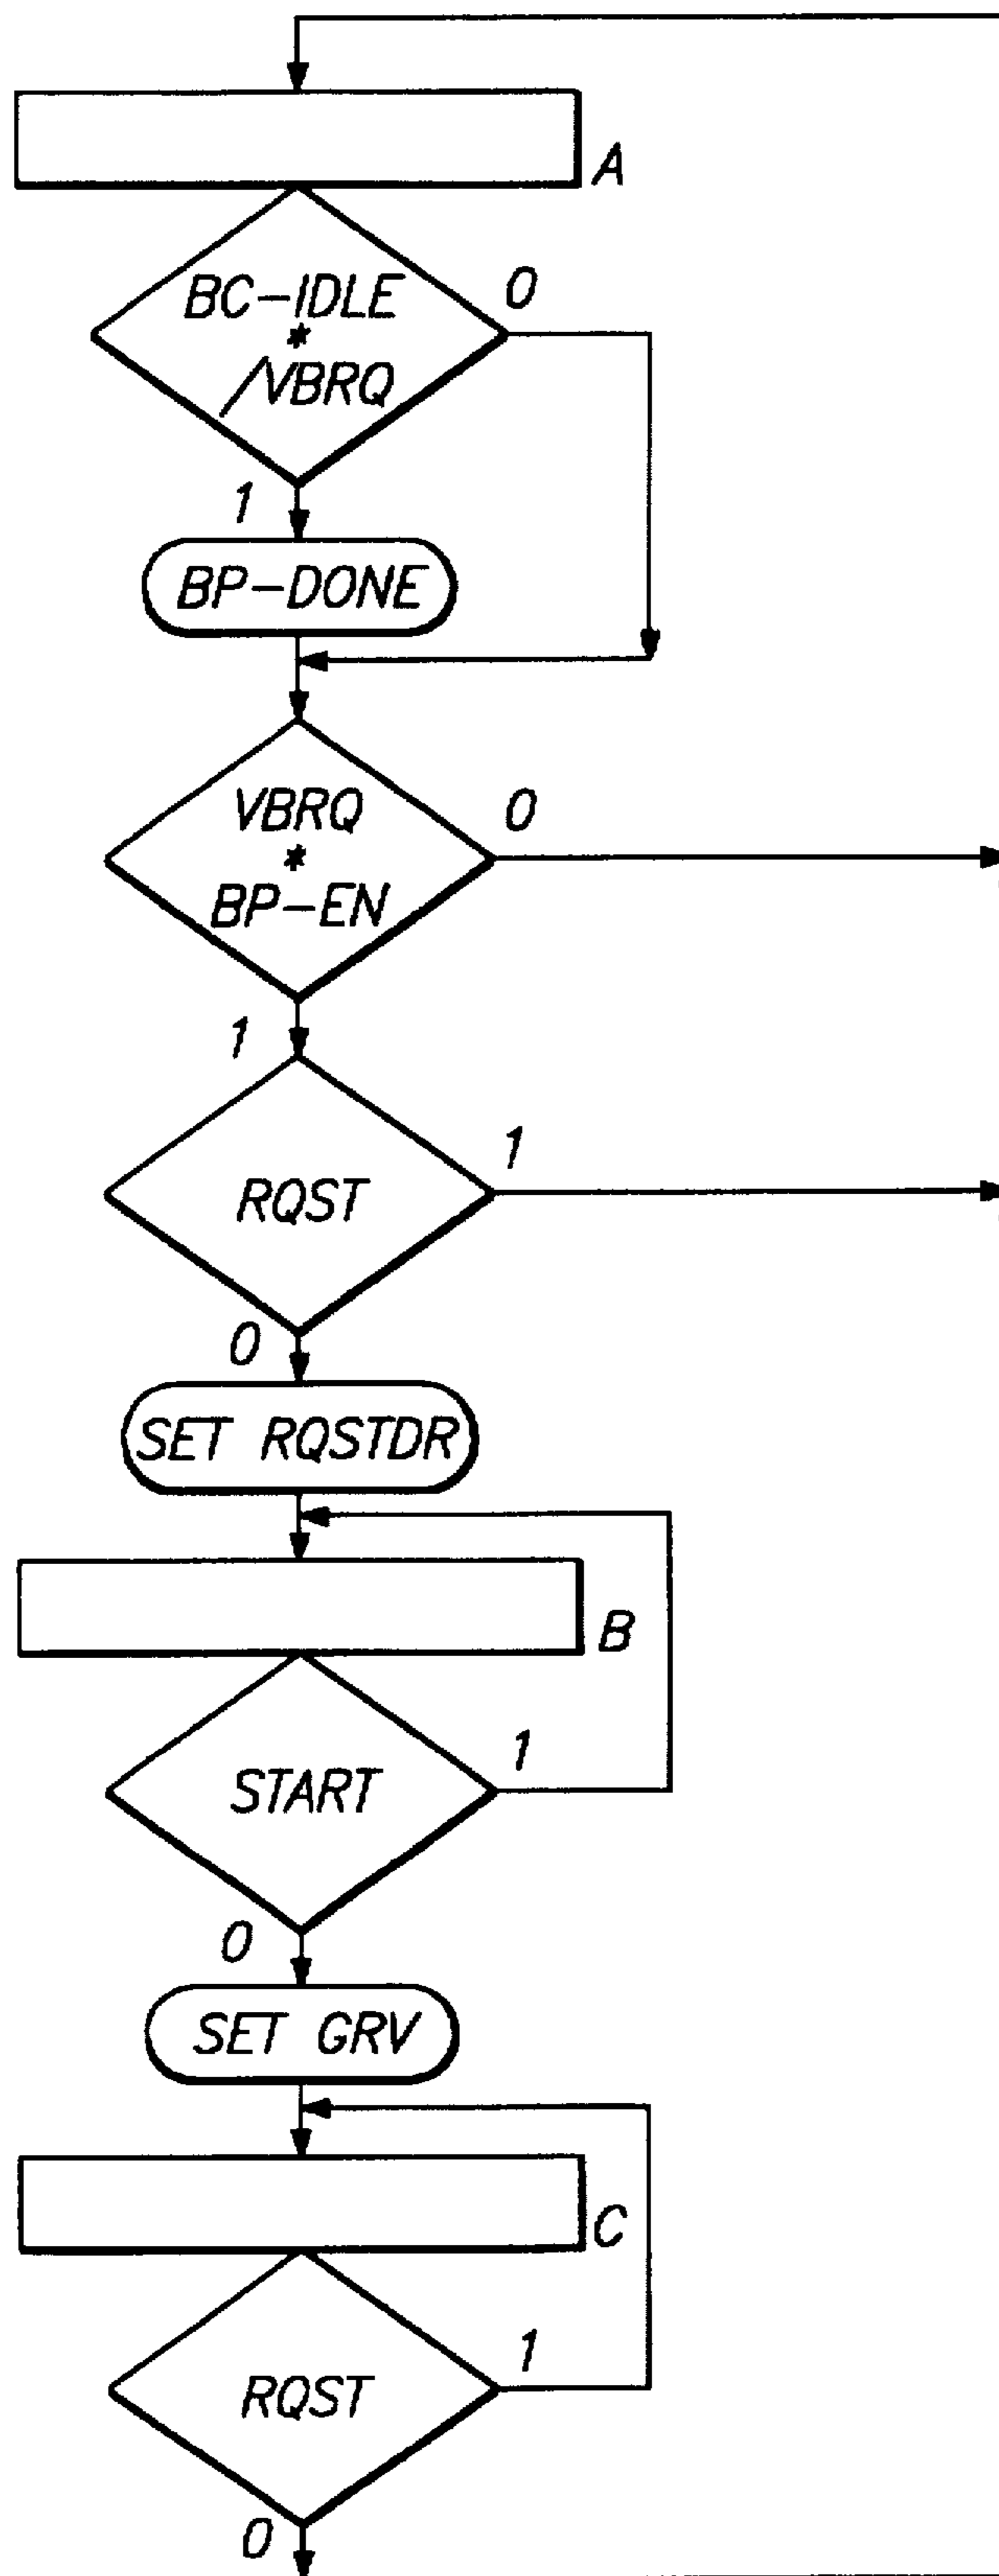 A
BC-IDLE
*
/VBRQ
0
1
BP-DONE
VBRQ
*
BP-EN
0
1
RQST
1
0
SET RQSTDR
B
START
1
0
SET GRV
C
RQST
1
0